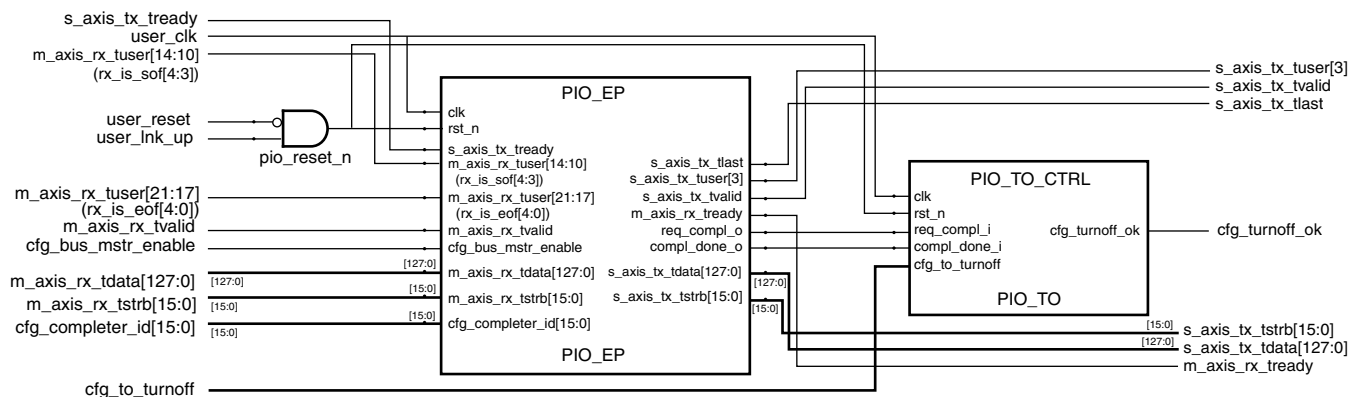 s_axis_tx_tready
user_clk
m_axis_rx_tuser[14:10]
(rx_is_sof[4:3])
user_reset
user_lnk_up
pio_reset_n
m_axis_rx_tuser[21:17]
(rx_is_eof[4:0])
m_axis_rx_tvalid
cfg_bus_mstr_enable
m_axis_rx_tdata[127:0]
[127:0]
m_axis_rx_tstrb[15:0]
[15:0]
cfg_completer_id[15:0]
[15:0]
cfg_to_turnoff
[127:0]
[15:0]
[15:0]
PIO_EP
clk
rst_n
s_axis_tx_tready
m_axis_rx_tuser[14:10]
(rx_is_sof[4:3])
m_axis_rx_tuser[21:17]
(rx_is_eof[4:0])
m_axis_rx_tvalid
cfg_bus_mstr_enable
m_axis_rx_tdata[127:0]
m_axis_rx_tstrb[15:0]
cfg_completer_id[15:0]
s_axis_tx_tlast
s_axis_tx_tuser[3]
s_axis_tx_tvalid
m_axis_rx_tready
req_compl_o
compl_done_o
s_axis_tx_tdata[127:0]
s_axis_tx_tstrb[15:0]
PIO_EP
[127:0]
[15:0]
PIO_TO_CTRL
clk
rst_n
req_compl_i
compl_done_i
cfg_to_turnoff
cfg_turnoff_ok
PIO_TO
s_axis_tx_tuser[3]
s_axis_tx_tvalid
s_axis_tx_tlast
cfg_turnoff_ok
[15:0]
s_axis_tx_tstrb[15:0]
[127:0]
s_axis_tx_tdata[127:0]
m_axis_rx_tready